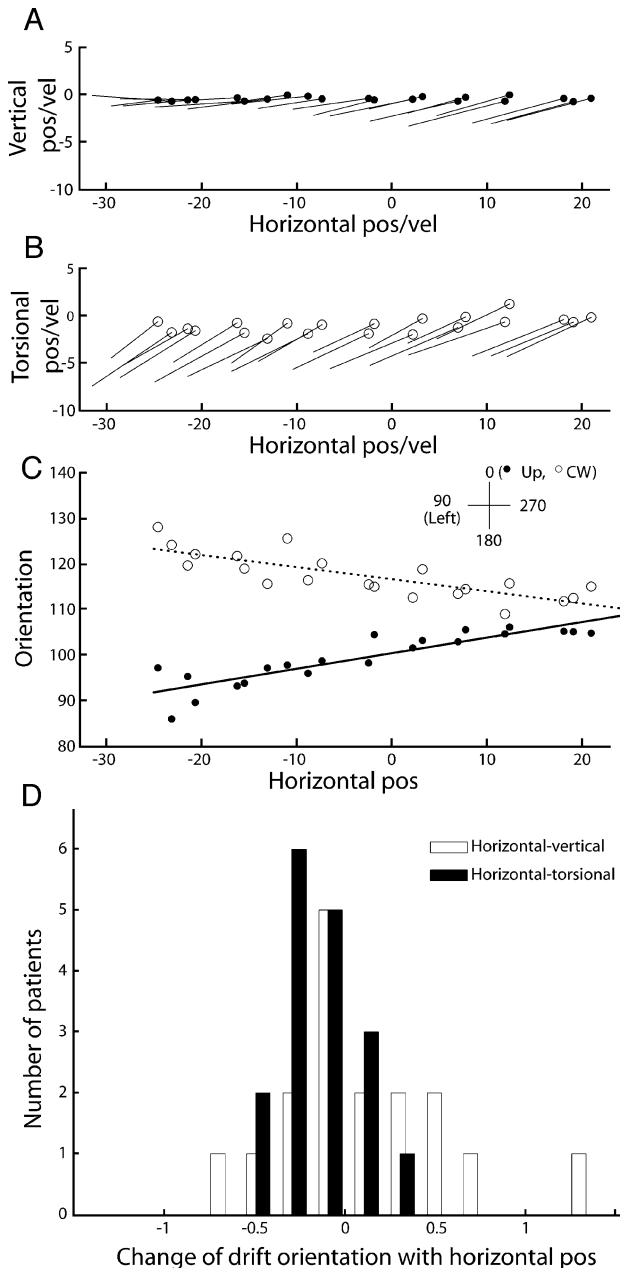 A
5
0
-5
-10
Vertical
pos/vel
-30 -20 -10 0 10 20
Horizontal pos/vel
B
5
0
-5
-10
Torsional
pos/vel
-30 -20 -10 0 10 20
Horizontal pos/vel
C
140
130
120
110
100
90
80
Orientation
0 (● Up, ○ CW)
90
(Left)
270
180
-30 -20 -10 0 10 20
Horizontal pos
D
6
5
4
3
2
1
0
Number of patients
Horizontal-vertical
Horizontal-torsional
-1 -0.5 0 0.5 1
Change of drift orientation with horizontal pos